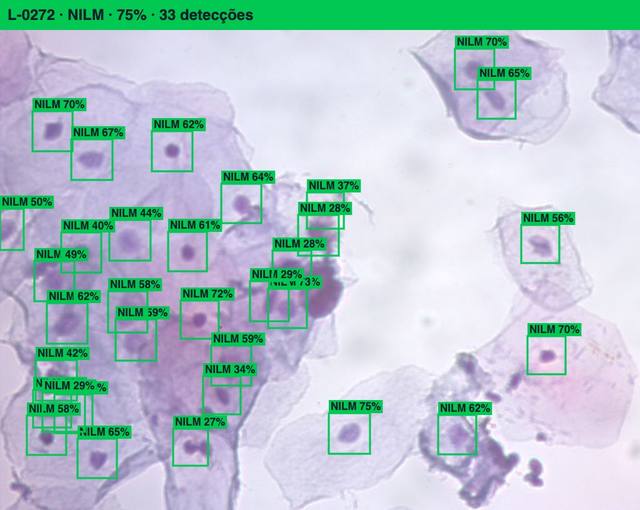 L-0272 · NILM · 75% · 33 detecções
NILM 70%
NILM 65%
NILM 70%
NILM 62%
NILM 67%
NILM 64%
NILM 37%
NILM 50%
NILM 28%
NILM 44%
NILM 56%
NILM 40%
NILM 61%
NILM 28%
NILM 49%
NILM 29%
73%
NILM 58%
NILM 62%
NILM 72%
NILM 59%
NILM 70%
NILM 59%
NILM 42%
NILM 34%
NILM 29%
%
NILM 58%
NILM 75%
NILM 62%
NILM 27%
NILM 65%